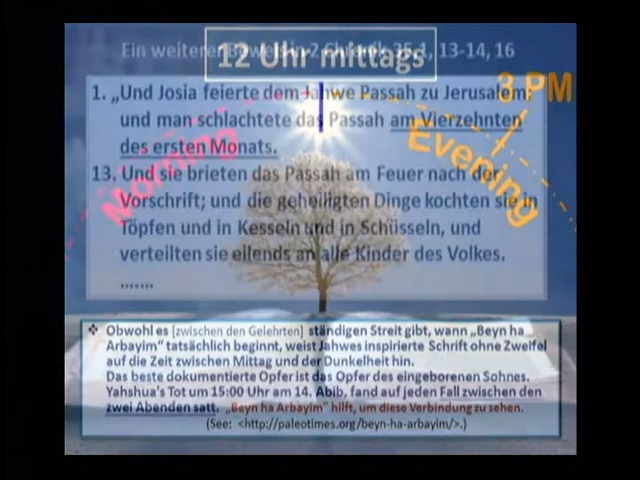 Ein weiterer Beweis in 2 Chronik 35,1, 13-14, 16
12 Uhr mittags
3 PM
Morning
Evening
1. „Und Josia feierte dem Jahwe Passah zu Jerusalem;
und man schlachtete das Passah am Vierzehnten
des ersten Monats.
13. Und sie brieten das Passah am Feuer nach der
Vorschrift; und die geheiligten Dinge kochten sie in
Töpfen und in Kesseln und in Schüsseln, und
verteilten sie eilends an alle Kinder des Volkes.
.......
❖ Obwohl es [zwischen den Gelehrten] ständigen Streit gibt, wann „Beyn ha
Arbayim“ tatsächlich beginnt, weist Jahwes inspirierte Schrift ohne Zweifel
auf die Zeit zwischen Mittag und der Dunkelheit hin.
Das beste dokumentierte Opfer ist das Opfer des eingeborenen Sohnes.
Yahshua's Tot um 15:00 Uhr am 14. Abib, fand auf jeden Fall zwischen den
zwei Abenden satt. „Beyn ha Arbayim” hilft, um diese Verbindung zu sehen.
(See: <http://paleotimes.org/beyn-ha-arbayim/>.)